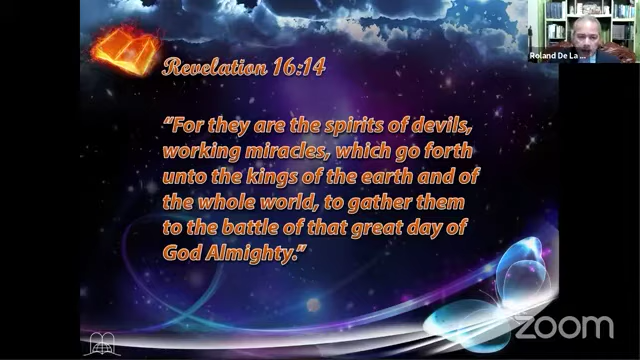 Revelation 16:14
“For they are the spirits of devils,
working miracles, which go forth
unto the kings of the earth and of
the whole world, to gather them
to the battle of that great day of
God Almighty.”
Roland De La ...
zoom